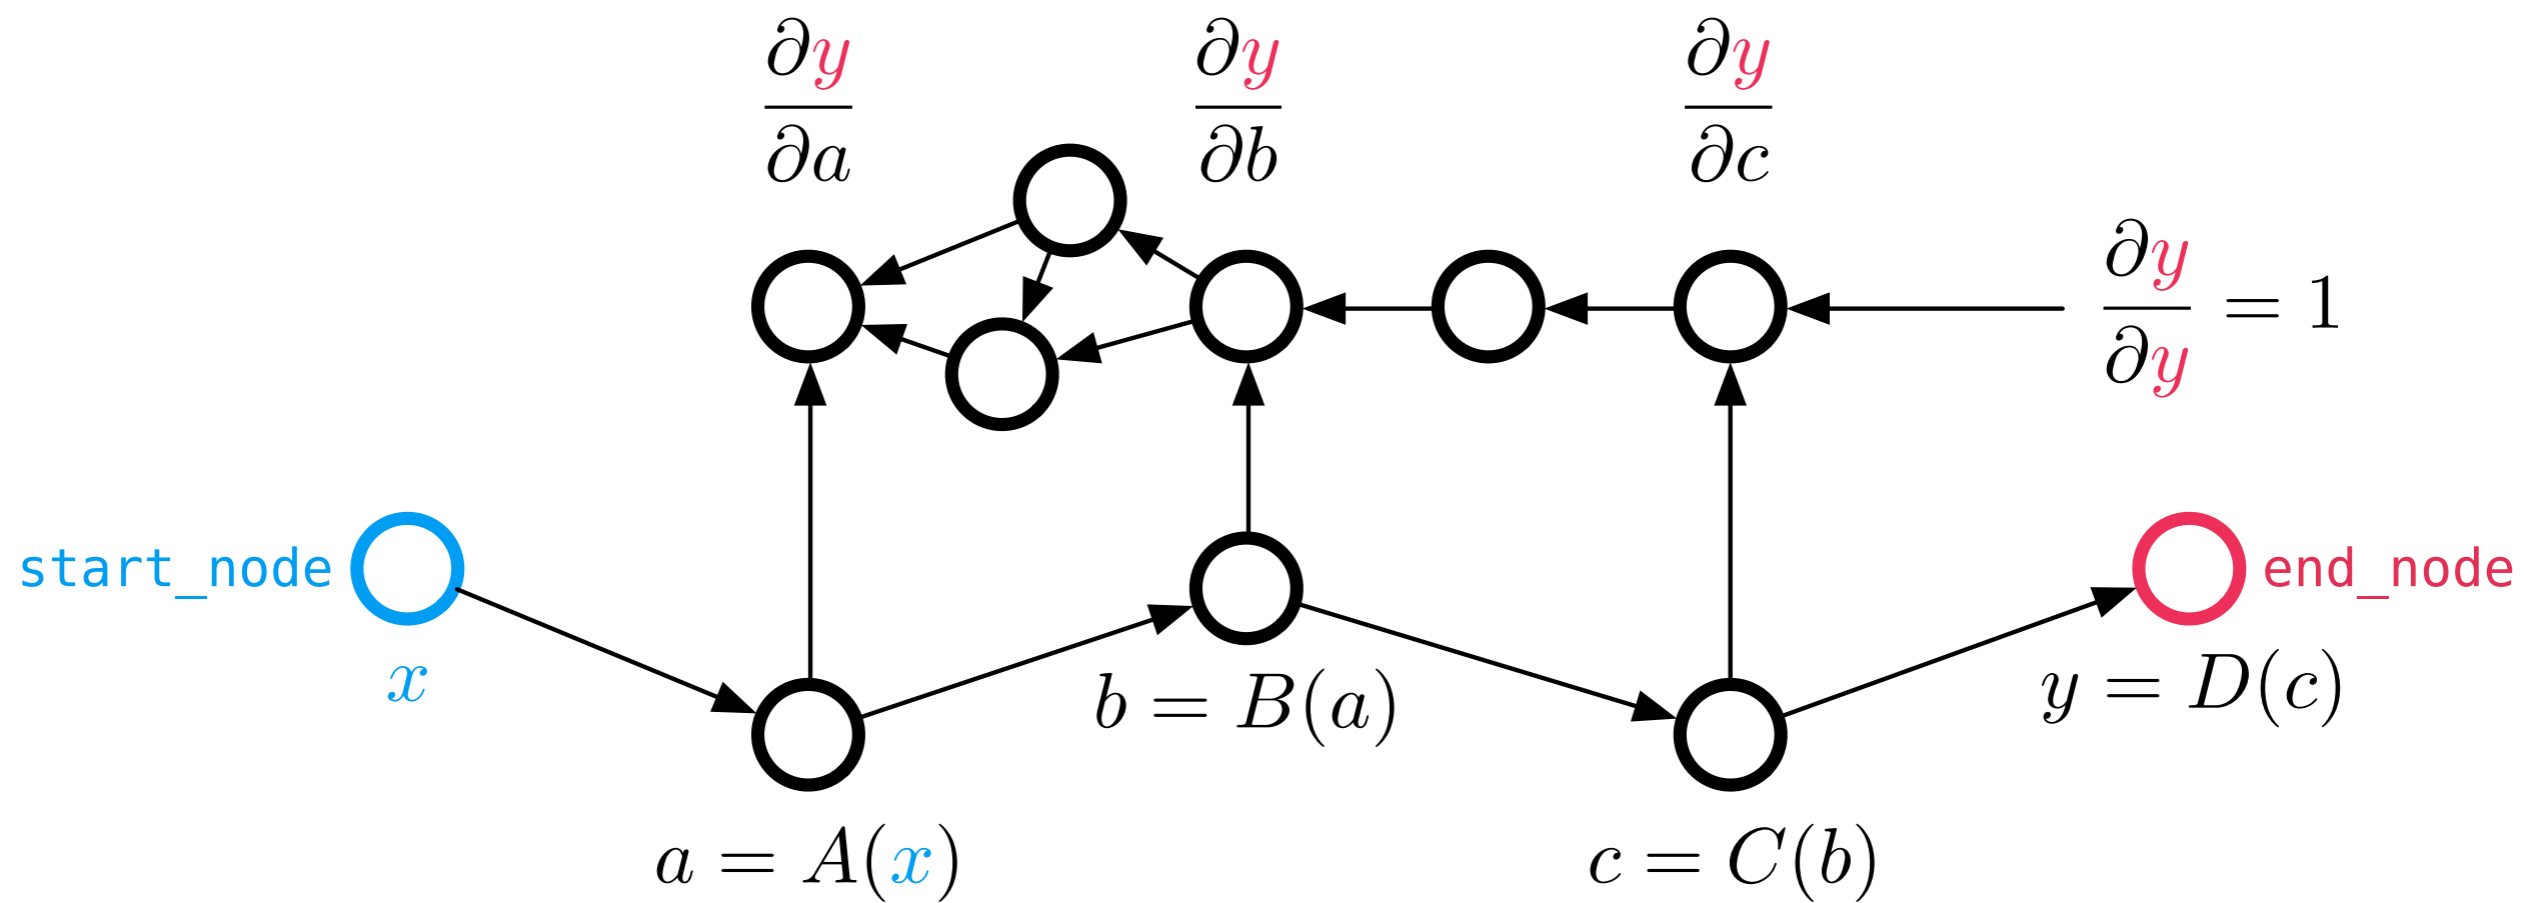 ∂y/∂a
∂y/∂b
∂y/∂c
∂y/∂y = 1
start_node
end_node
x
b = B(a)
y = D(c)
a = A(x)
c = C(b)